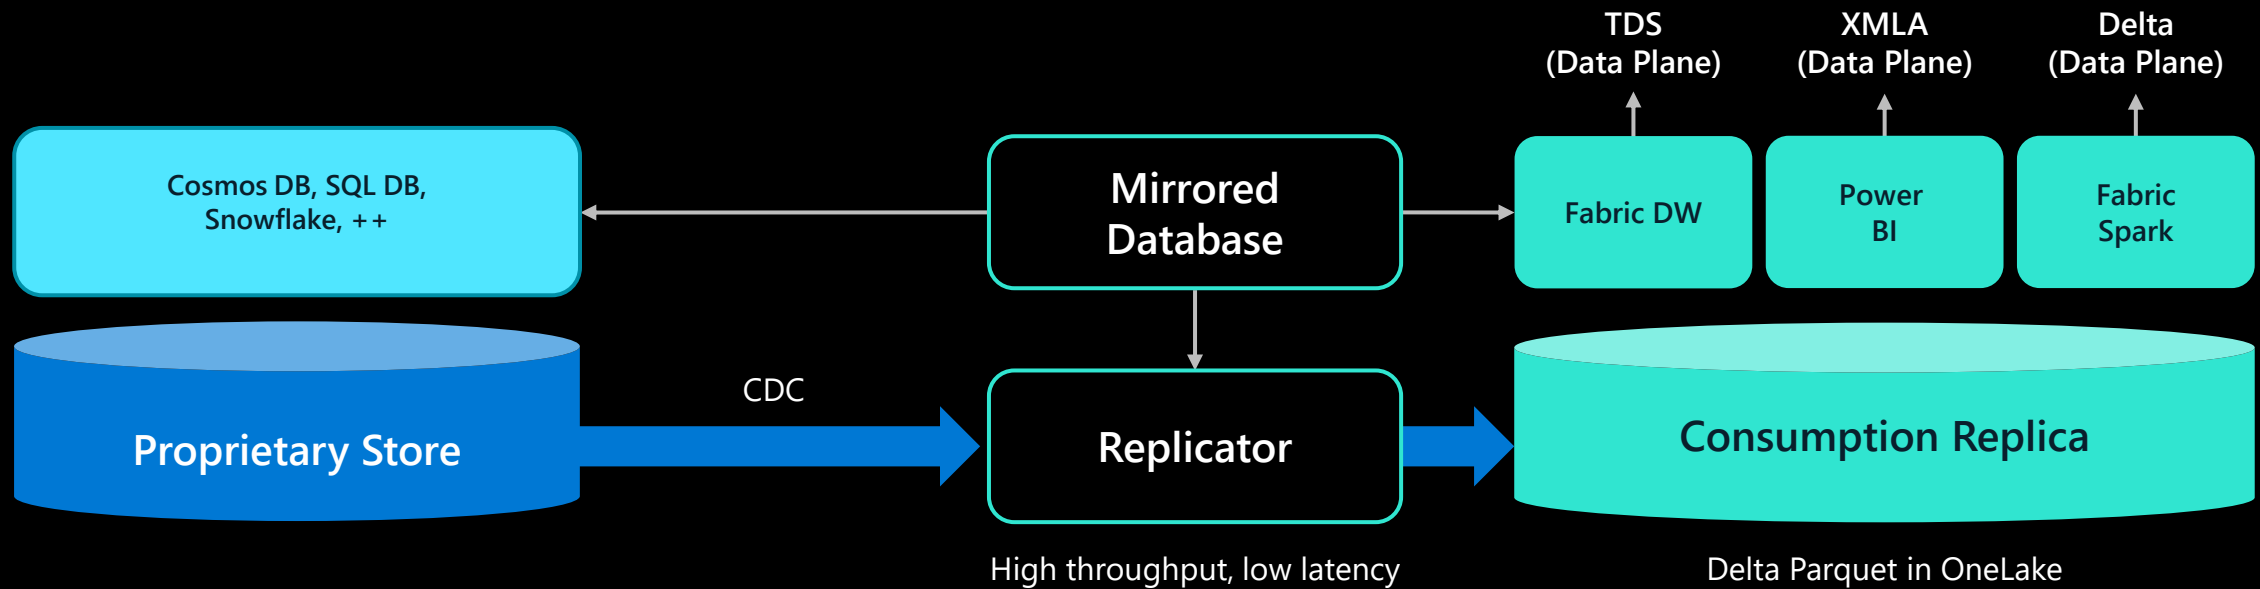 TDS
(Data Plane)
XMLA
(Data Plane)
Delta
(Data Plane)
Cosmos DB, SQL DB,
Snowflake, ++
Mirrored
Database
Fabric DW
Power
BI
Fabric
Spark
CDC
Proprietary Store
Replicator
Consumption Replica
High throughput, low latency
Delta Parquet in OneLake